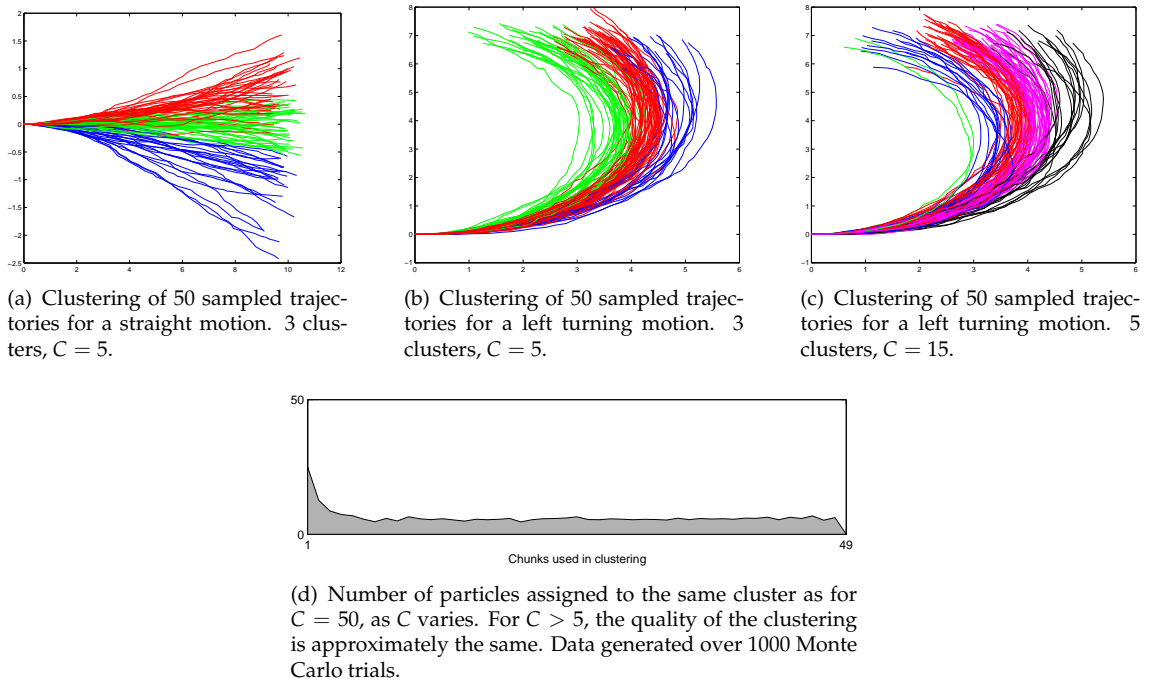 2
1.5
1
0.5
0
−0.5
−1
−1.5
−2
−2.5
0 2 4 6 8 10 12
8
7
6
5
4
3
2
1
0
−1
0 1 2 3 4 5 6
8
7
6
5
4
3
2
1
0
−1
0 1 2 3 4 5 6
(a) Clustering of 50 sampled trajec-
tories for a straight motion. 3 clus-
ters, C = 5.
(b) Clustering of 50 sampled trajec-
tories for a left turning motion. 3
clusters, C = 5.
(c) Clustering of 50 sampled trajec-
tories for a left turning motion. 5
clusters, C = 15.
50
0
1 49
Chunks used in clustering
(d) Number of particles assigned to the same cluster as for
C = 50, as C varies. For C > 5, the quality of the clustering
is approximately the same. Data generated over 1000 Monte
Carlo trials.